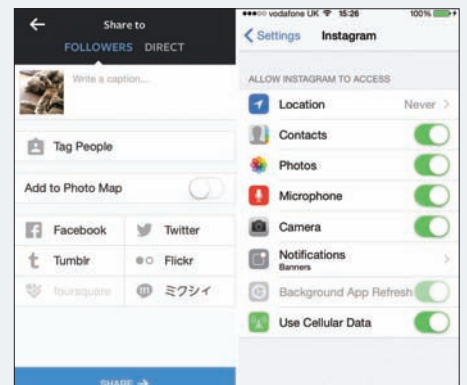 Share to
FOLLOWERS DIRECT
Write a caption...
Tag People
Add to Photo Map
Facebook
Twitter
Tumblr
Flickr
foursquare
ミクシィ
SHARE →
vodafone UK 15:26 100%
Settings Instagram
ALLOW INSTAGRAM TO ACCESS
Location Never
Contacts
Photos
Microphone
Camera
Notifications
Banners
Background App Refresh
Use Cellular Data